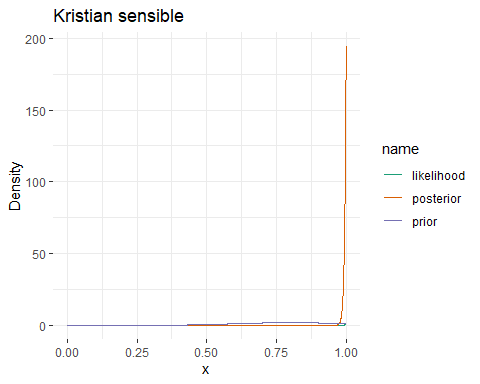 Kristian sensible
200
150
100
50
0
Density
0.00 0.25 0.50 0.75 1.00
x
name
likelihood
posterior
prior